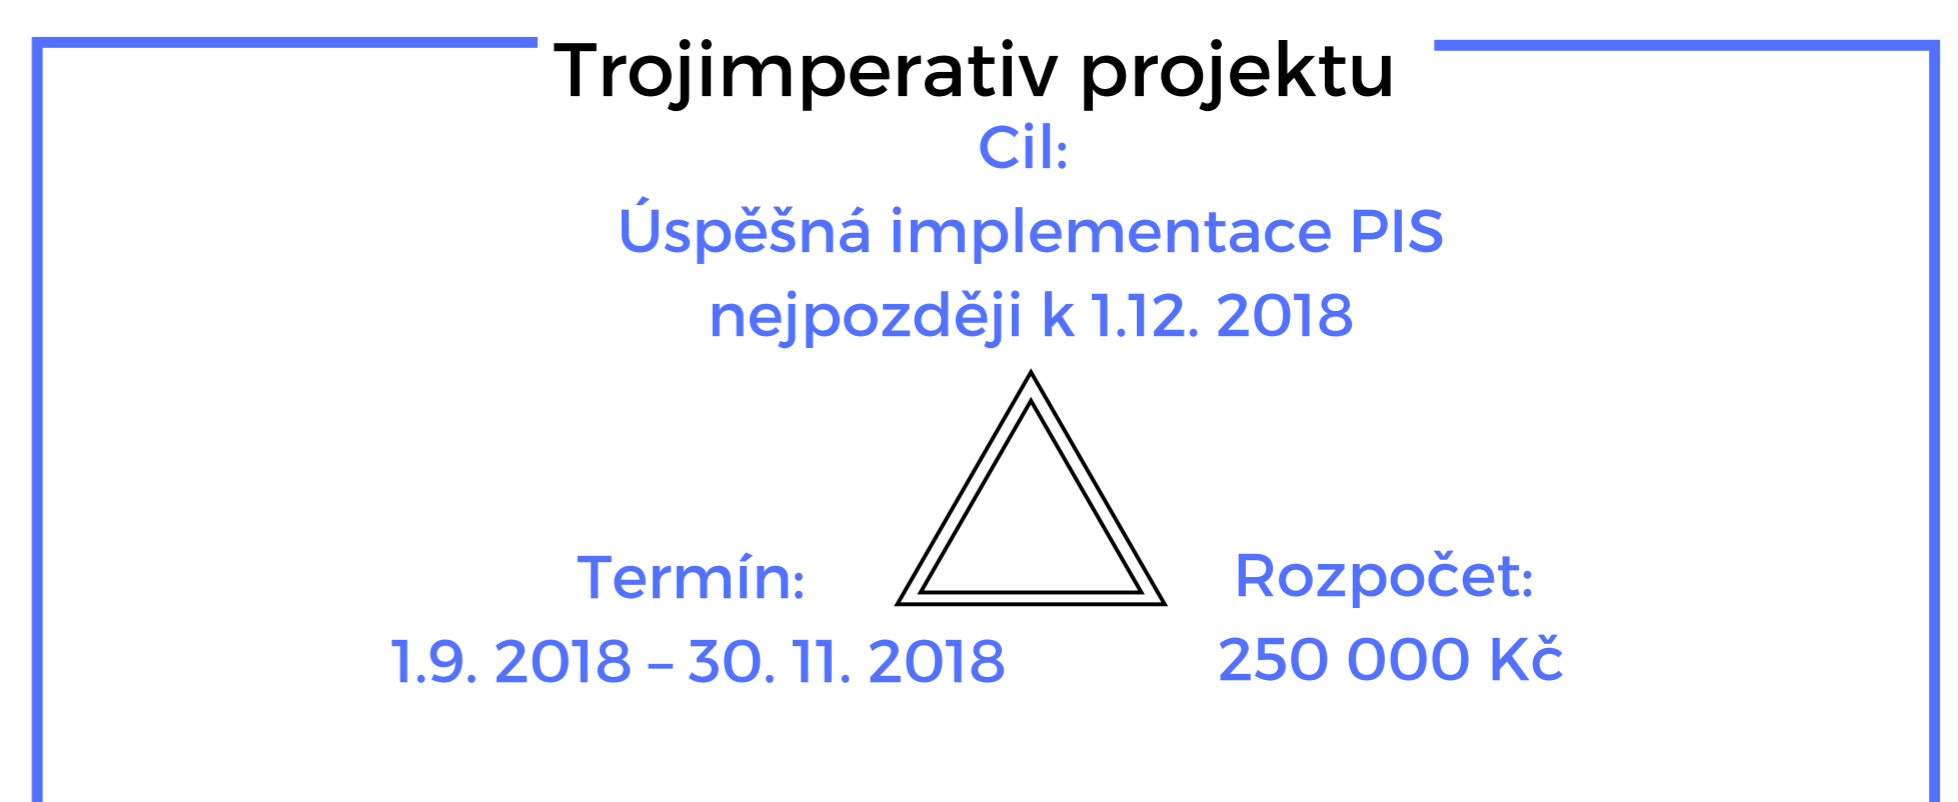 Trojimperativ projektu
Cil:
Úspěšná implementace PIS
nejpozději k 1.12. 2018
Termín:
1.9. 2018 – 30. 11. 2018
Rozpočet:
250 000 Kč